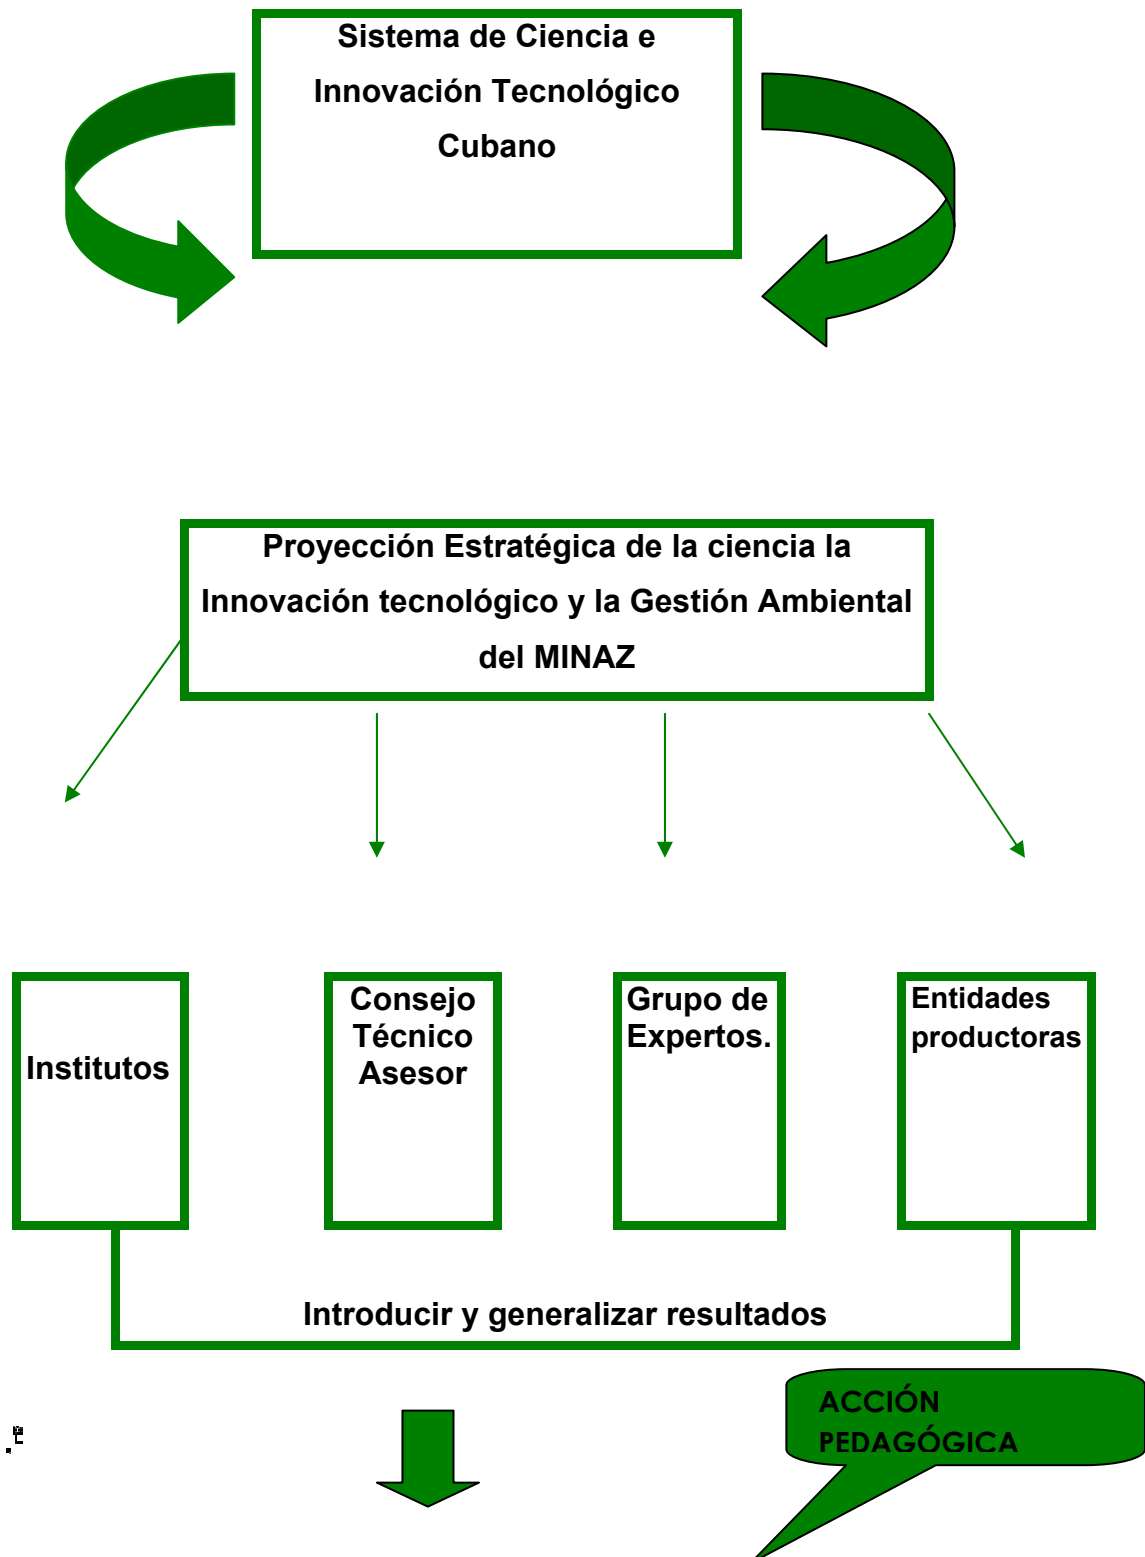 Sistema de Ciencia e
Innovación Tecnológico
Cubano
Proyección Estratégica de la ciencia la
Innovación tecnológico y la Gestión Ambiental
del MINAZ
Institutos
Consejo
Técnico
Asesor
Grupo de
Expertos.
Entidades
productoras
Introducir y generalizar resultados
ACCIÓN
PEDAGÓGICA